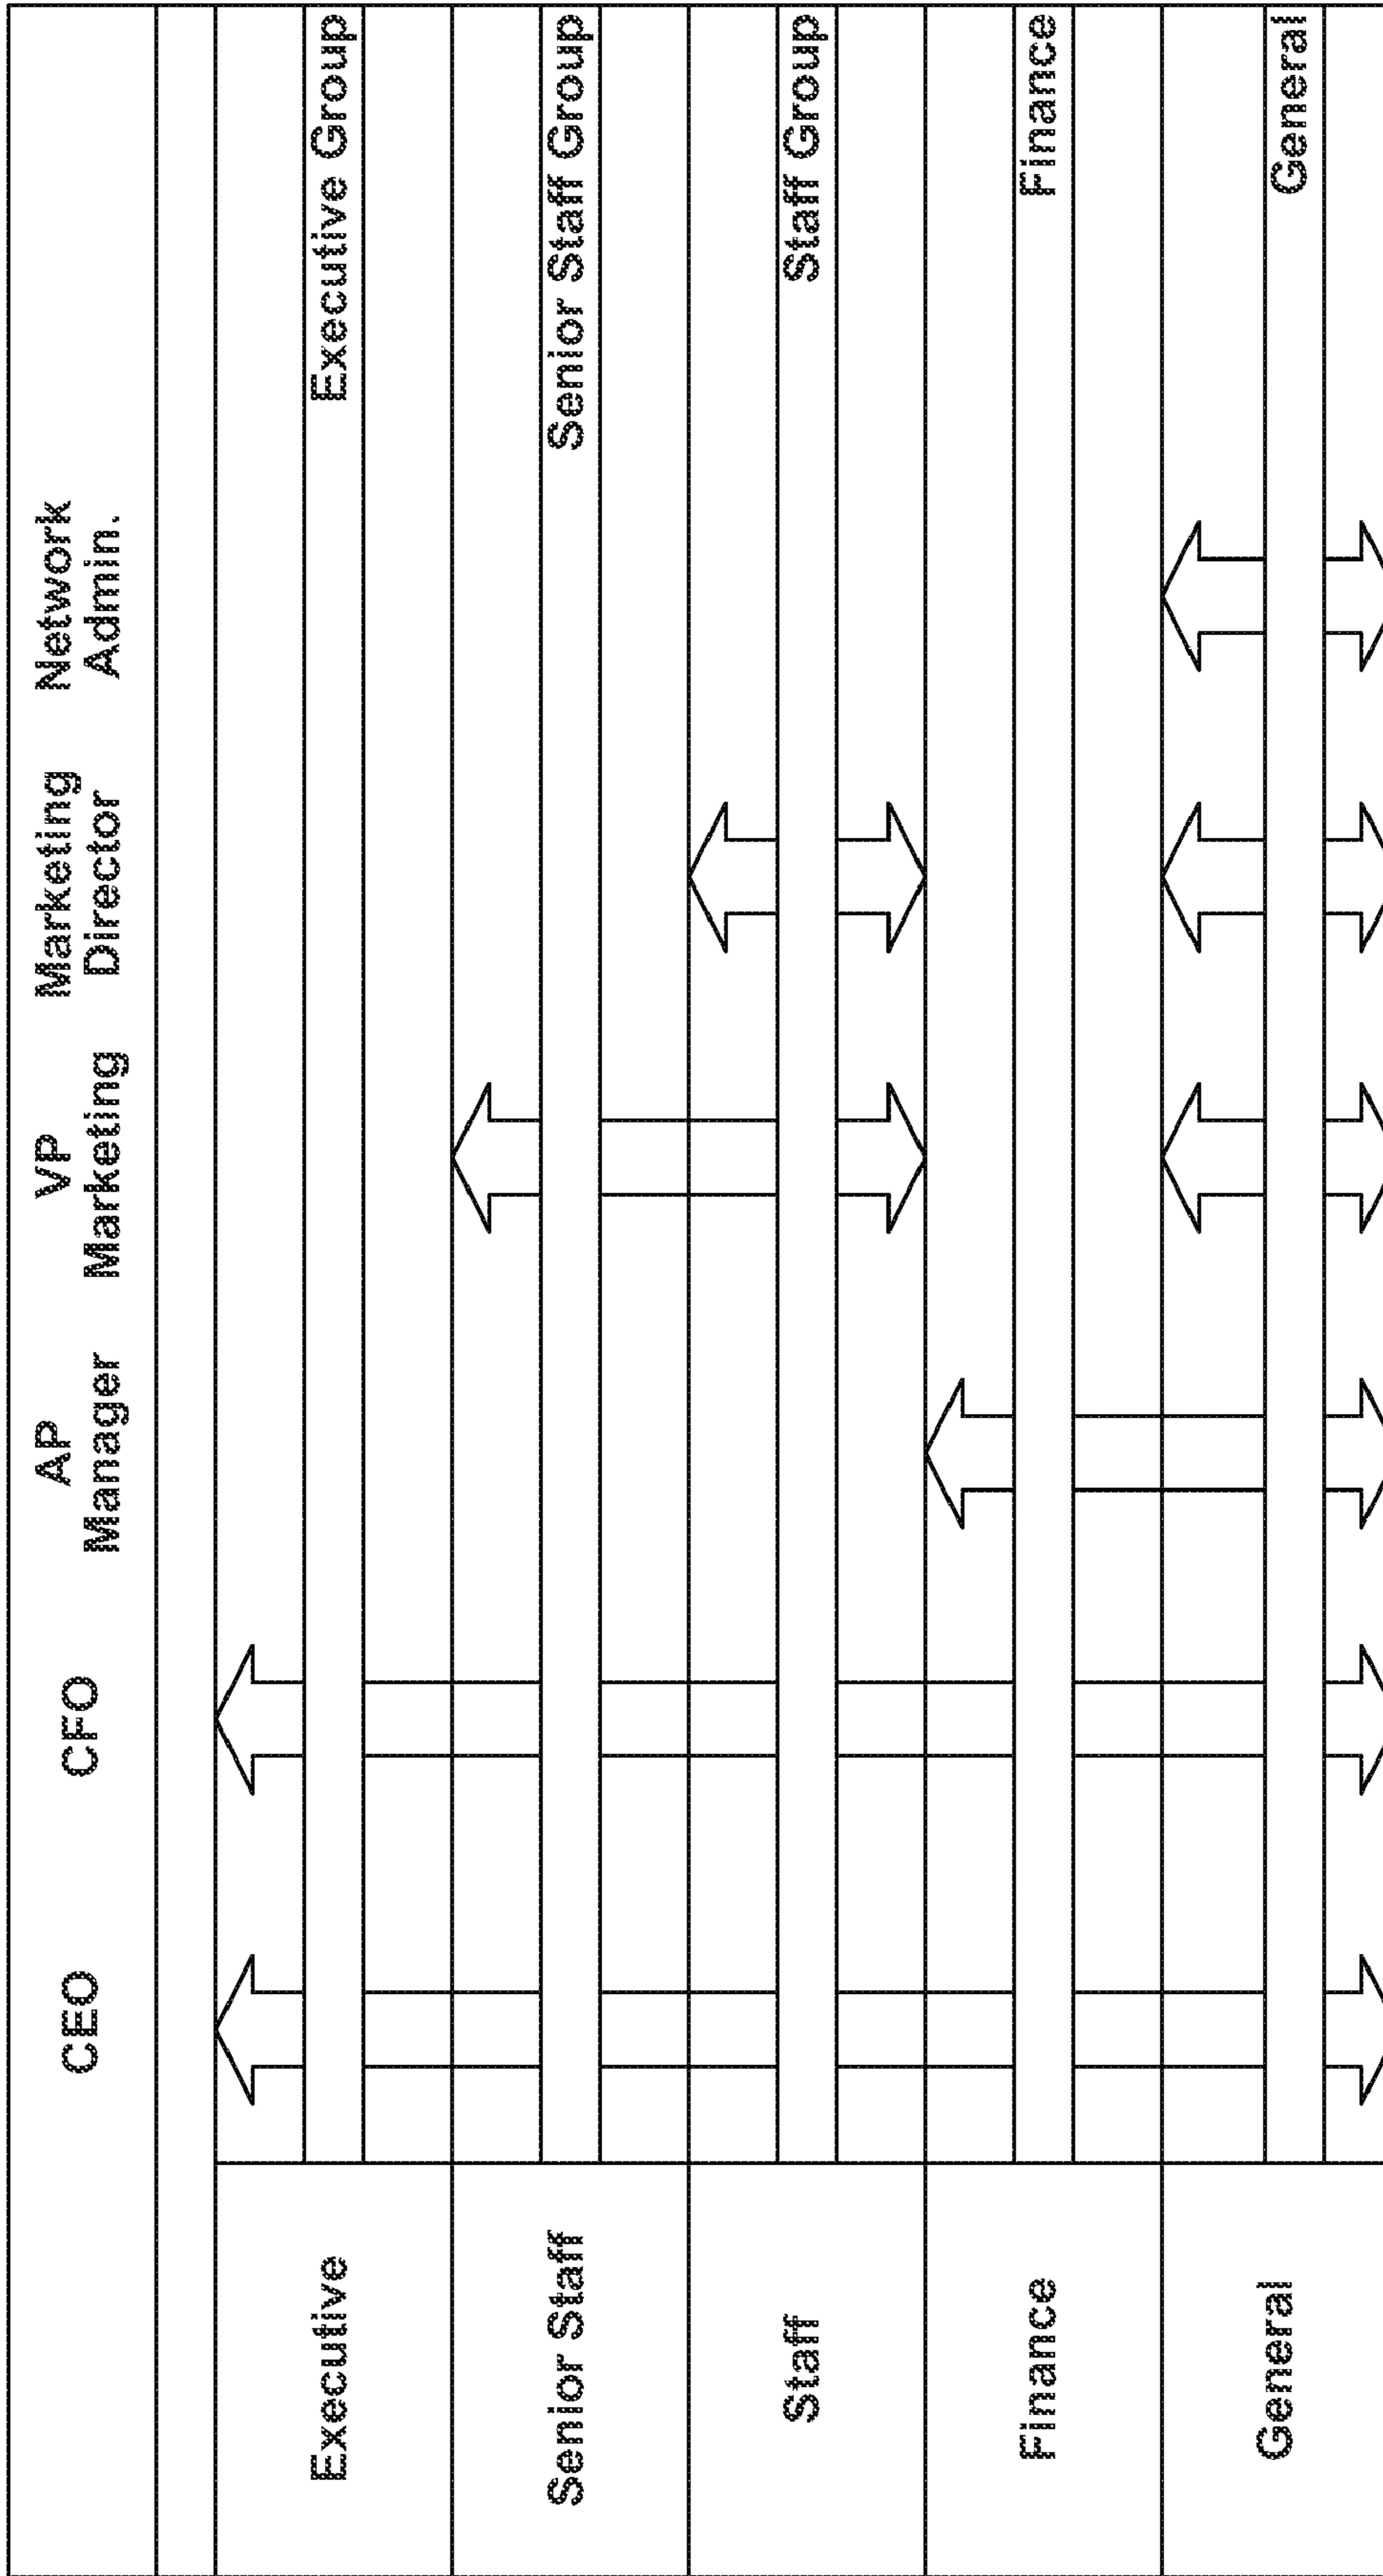 CEO
CFO
AP
Manager
VP
Marketing
Marketing
Director
Network
Admin.
Executive
Executive Group
Senior Staff
Senior Staff Group
Staff
Staff Group
Finance
Finance
General
General